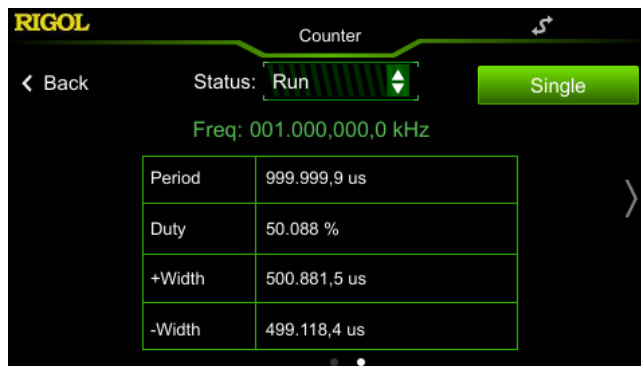 RIGOL
Counter
Back
Status: Run
Single
Freq: 001.000,000,0 kHz
Period 999.999,9 us
Duty 50.088 %
+Width 500.881,5 us
-Width 499.118,4 us